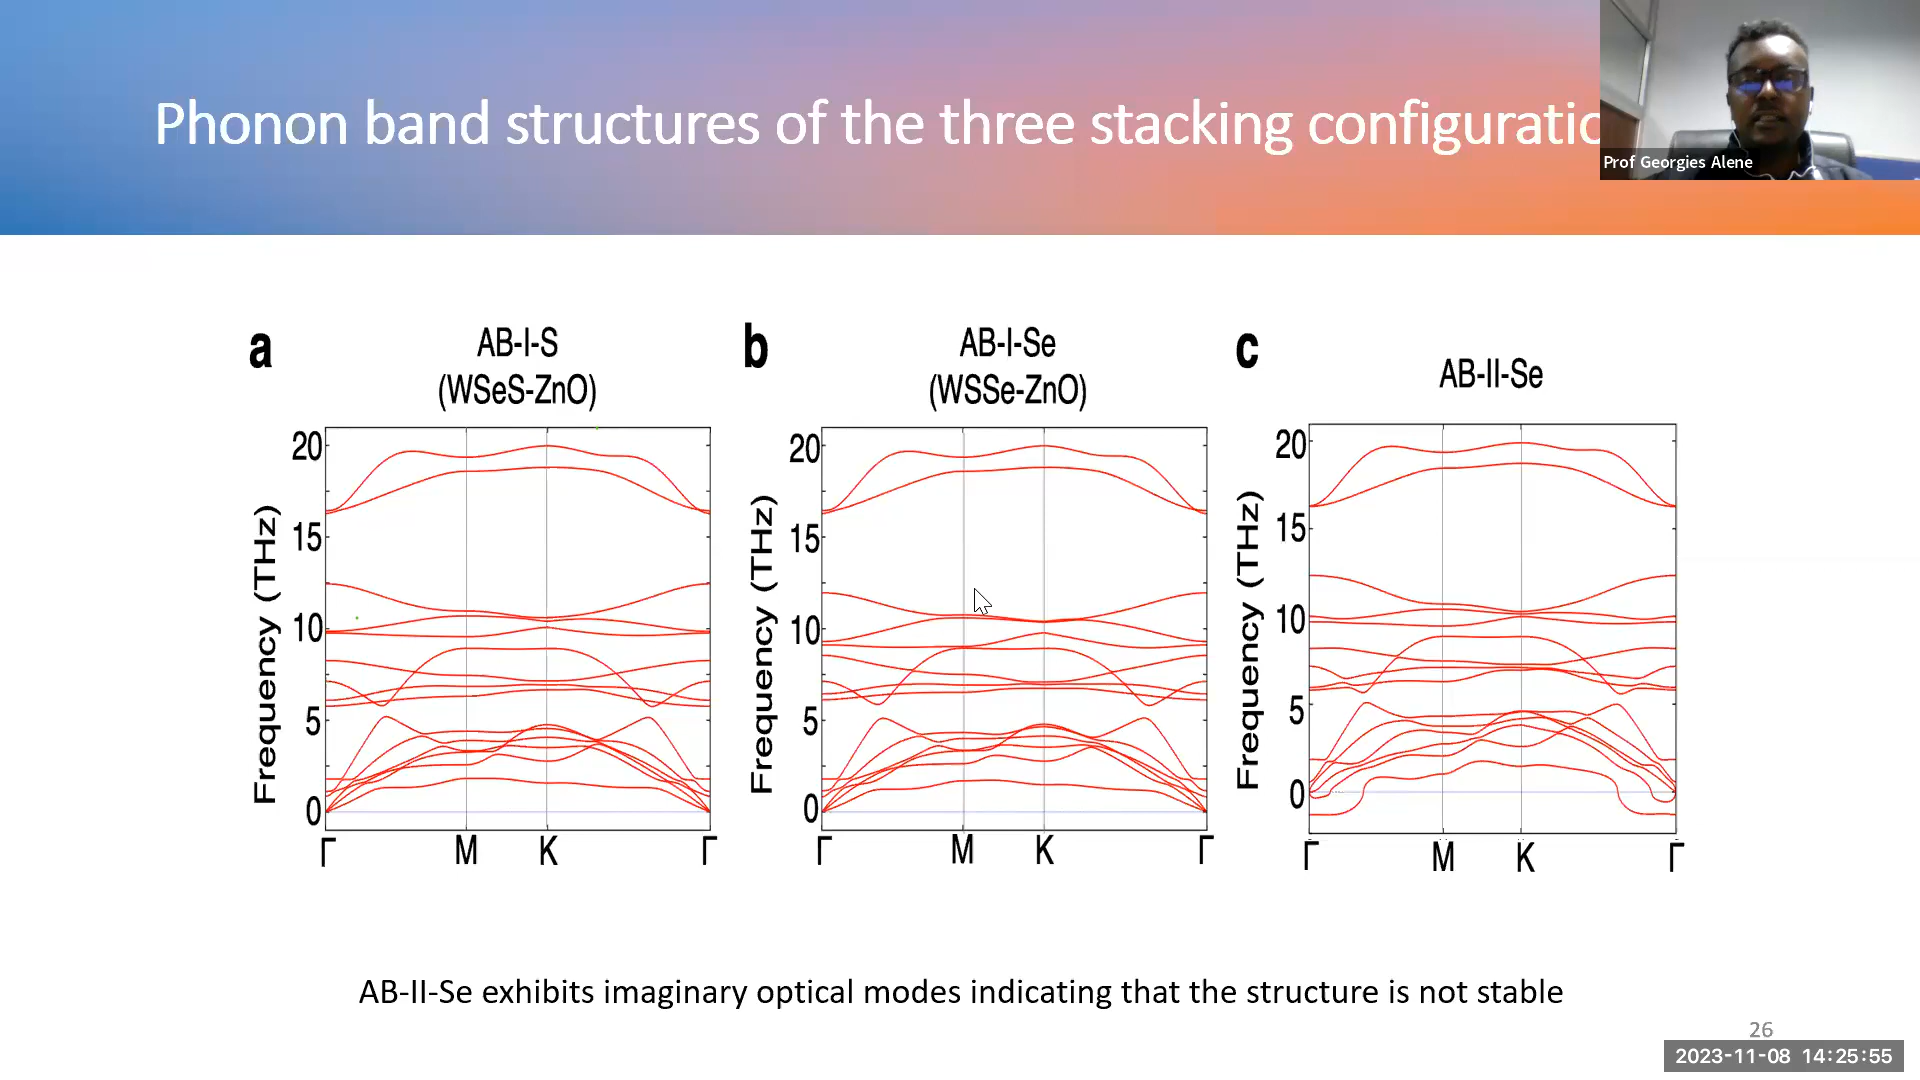 Phonon band structures of the three stacking configuratio
Prof Georgies Alene
a
AB-I-S
(WSeS-ZnO)
Frequency (THz)
20
15
10
5
0
Γ M K Γ
b
AB-I-Se
(WSSe-ZnO)
Frequency (THz)
20
15
10
5
0
Γ M K Γ
c
AB-II-Se
Frequency (THz)
20
15
10
5
0
Γ M K Γ
AB-II-Se exhibits imaginary optical modes indicating that the structure is not stable
26
2023-11-08 14:25:55